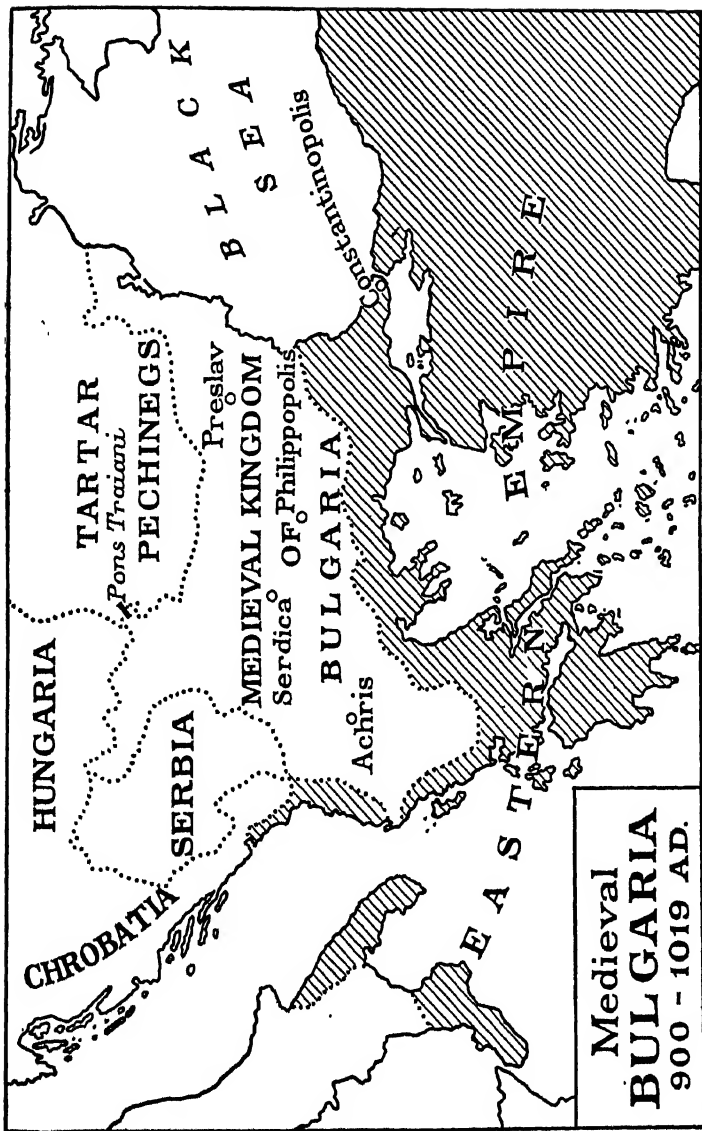 HUNGARIA
TARTAR
Pons Traiani
PECHINEGS
BLACK
SEA
CHROBATIA
SERBIA
Preslav
MEDIEVAL KINGDOM
Serdica
OF
Philippopolis
BULGARIA
Achris
Constantinopolis
EASTERN EMPIRE
Medieval
BULGARIA
900 - 1019 AD.